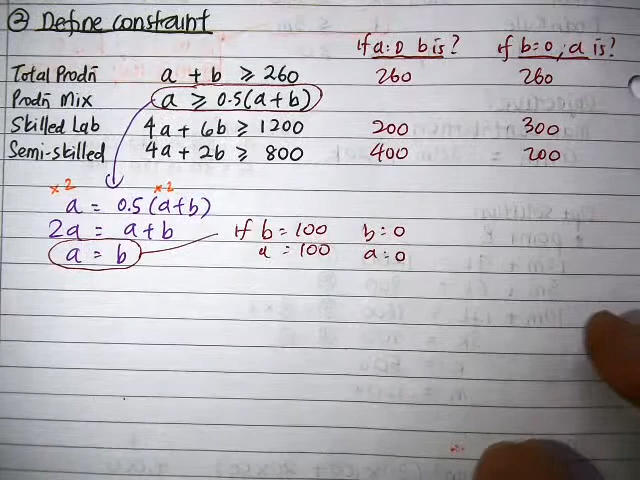 ② Define constraint
if a=0 b is? if b=0, a is?
Total Prodn a + b ≥ 260 260 260
Prodn Mix a ≥ 0.5(a+b)
Skilled Lab 4a + 6b ≥ 1200 200 300
Semi-skilled 4a + 2b ≥ 800 400 200
×2 ×2
a = 0.5(a+b)
2a = a+b if b = 100 b=0
a = b a = 100 a=0